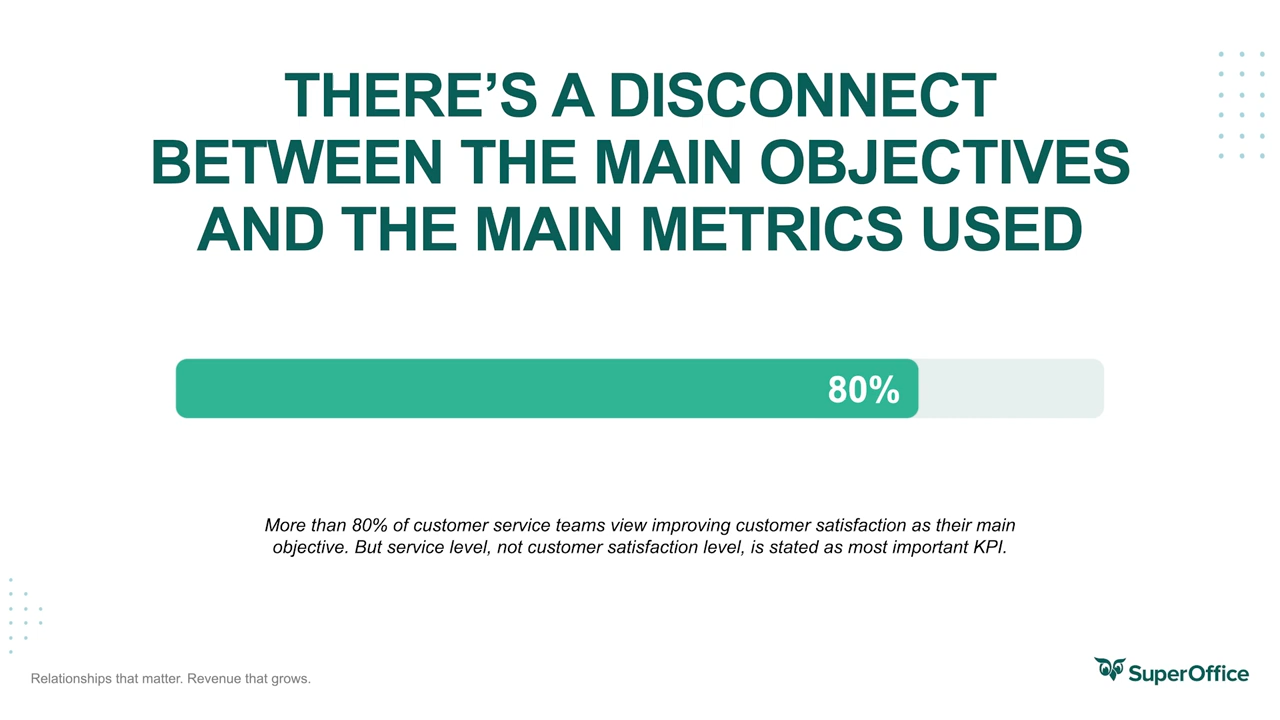 THERE’S A DISCONNECT
BETWEEN THE MAIN OBJECTIVES
AND THE MAIN METRICS USED
80%
More than 80% of customer service teams view improving customer satisfaction as their main
objective. But service level, not customer satisfaction level, is stated as most important KPI.
Relationships that matter. Revenue that grows.
SuperOffice